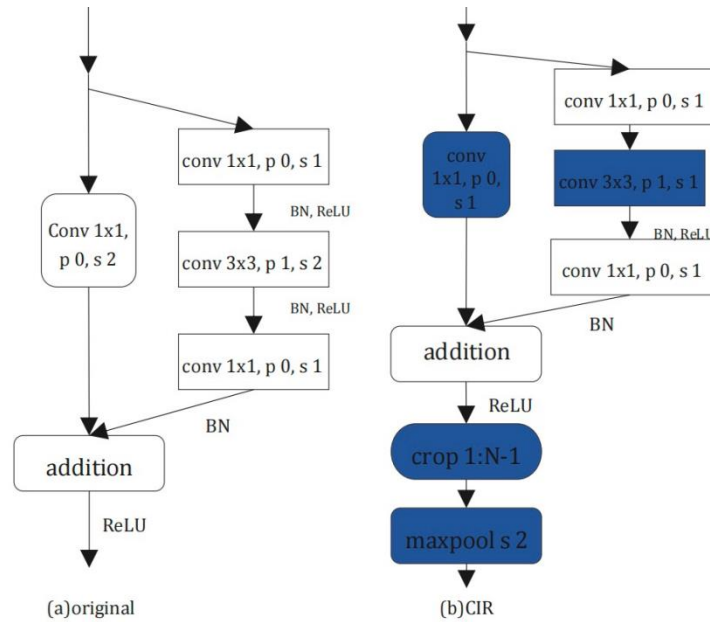 conv 1x1, p 0, s 1
BN, ReLU
Conv 1x1,
p 0, s 2
conv 3x3, p 1, s 2
BN, ReLU
conv 1x1, p 0, s 1
BN
addition
ReLU
(a)original
conv 1x1, p 0, s 1
conv
1x1, p 0,
s 1
conv 3x3, p 1, s 1
BN, ReLU
conv 1x1, p 0, s 1
BN
addition
ReLU
crop 1:N-1
maxpool s 2
(b)CIR